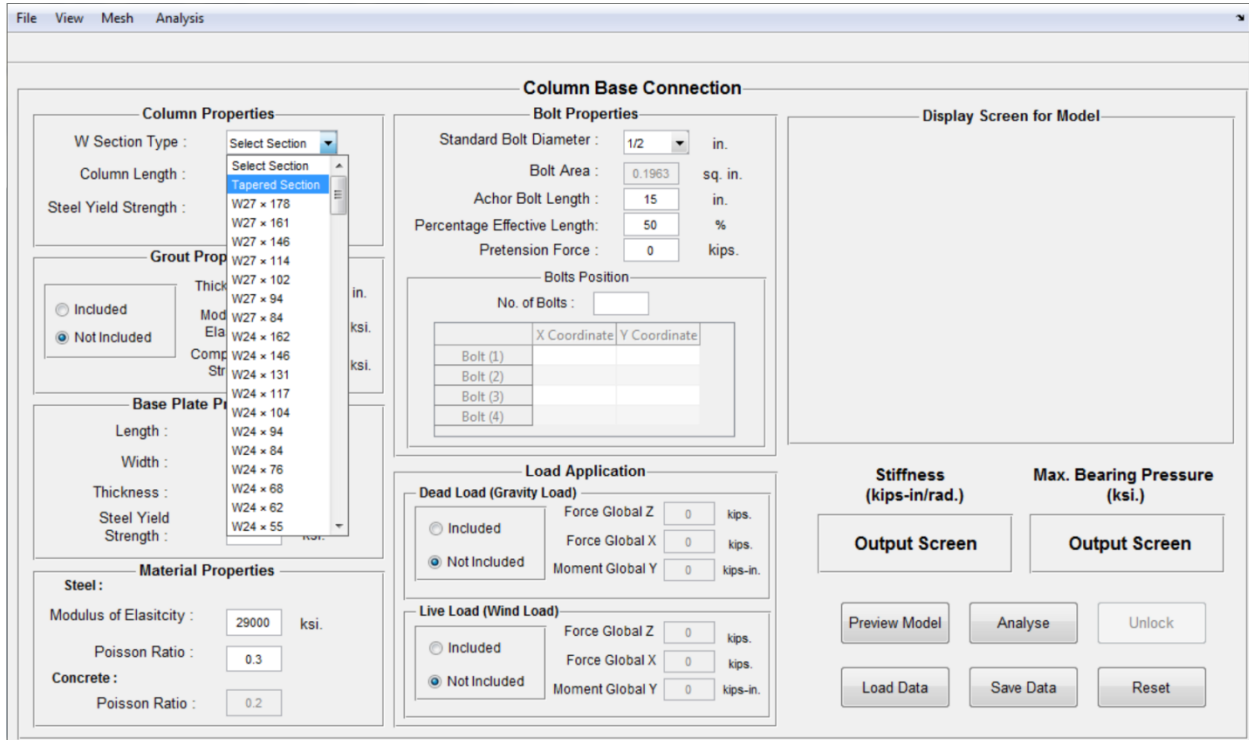 File View Mesh Analysis
Column Base Connection
Column Properties
W Section Type : Select Section
Column Length :
Steel Yield Strength :
Select Section
Tapered Section
W27 × 178
W27 × 161
W27 × 146
W27 × 114
W27 × 102
W27 × 94
W27 × 84
W24 × 162
W24 × 146
W24 × 131
W24 × 117
W24 × 104
W24 × 94
W24 × 84
W24 × 76
W24 × 68
W24 × 62
W24 × 55
Grout Prop
Included
Not Included
Thick in.
Mod
Ela ksi.
Comp
Str ksi.
Base Plate Pr
Length :
Width :
Thickness :
Steel Yield
Strength :
Material Properties
Steel :
Modulus of Elasitcity : 29000 ksi.
Poisson Ratio : 0.3
Concrete :
Poisson Ratio : 0.2
Bolt Properties
Standard Bolt Diameter : 1/2 in.
Bolt Area : 0.1963 sq. in.
Achor Bolt Length : 15 in.
Percentage Effective Length: 50 %
Pretension Force : 0 kips.
Bolts Position
No. of Bolts :
X Coordinate Y Coordinate
Bolt (1)
Bolt (2)
Bolt (3)
Bolt (4)
Load Application
Dead Load (Gravity Load)
Included
Not Included
Force Global Z 0 kips.
Force Global X 0 kips.
Moment Global Y 0 kips-in.
Live Load (Wind Load)
Included
Not Included
Force Global Z 0 kips.
Force Global X 0 kips.
Moment Global Y 0 kips-in.
Display Screen for Model
Stiffness
(kips-in/rad.)
Output Screen
Max. Bearing Pressure
(ksi.)
Output Screen
Preview Model Analyse Unlock
Load Data Save Data Reset